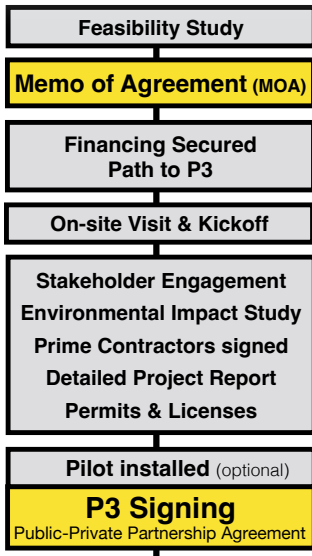 Feasibility Study
Memo of Agreement (MOA)
Financing Secured
Path to P3
On-site Visit & Kickoff
Stakeholder Engagement
Environmental Impact Study
Prime Contractors signed
Detailed Project Report
Permits & Licenses
Pilot installed (optional)
P3 Signing
Public-Private Partnership Agreement